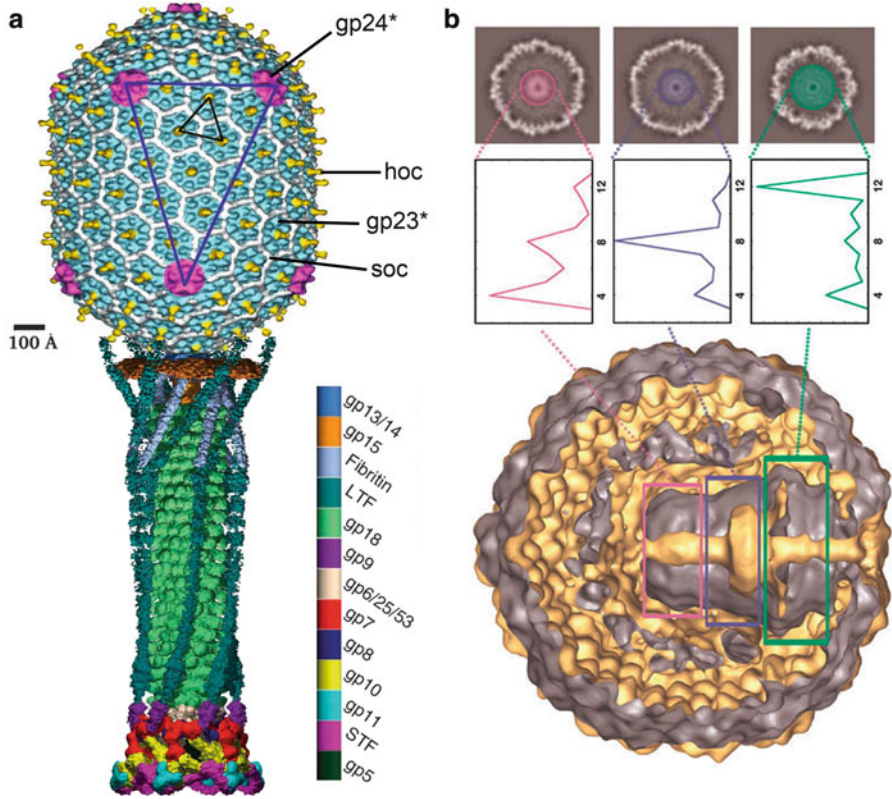 a
gp24*
hoc
gp23*
soc
100 Å
gp13/14
gp15
Fibritin
LTF
gp18
gp9
gp6/25/53
gp7
gp8
gp10
gp11
STF
gp5
b
12
8
4
12
8
4
12
8
4